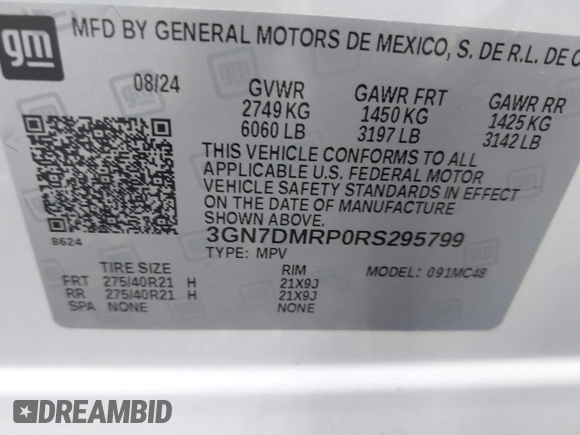 gm
MFD BY GENERAL MOTORS DE MEXICO, S. DE R.L. DE C
08/24 GVWR GAWR FRT GAWR RR
2749 KG 1450 KG 1425 KG
6060 LB 3197 LB 3142 LB
THIS VEHICLE CONFORMS TO ALL
APPLICABLE U.S. FEDERAL MOTOR
VEHICLE SAFETY STANDARDS IN EFFECT
ON THE DATE OF MANUFACTURE
SHOWN ABOVE.
8624 3GN7DMRP0RS295799
TYPE: MPV MODEL: 091MC48
TIRE SIZE RIM
FRT 275/40R21 H 21X9J
RR 275/40R21 H 21X9J
SPA NONE NONE
DREAMBID